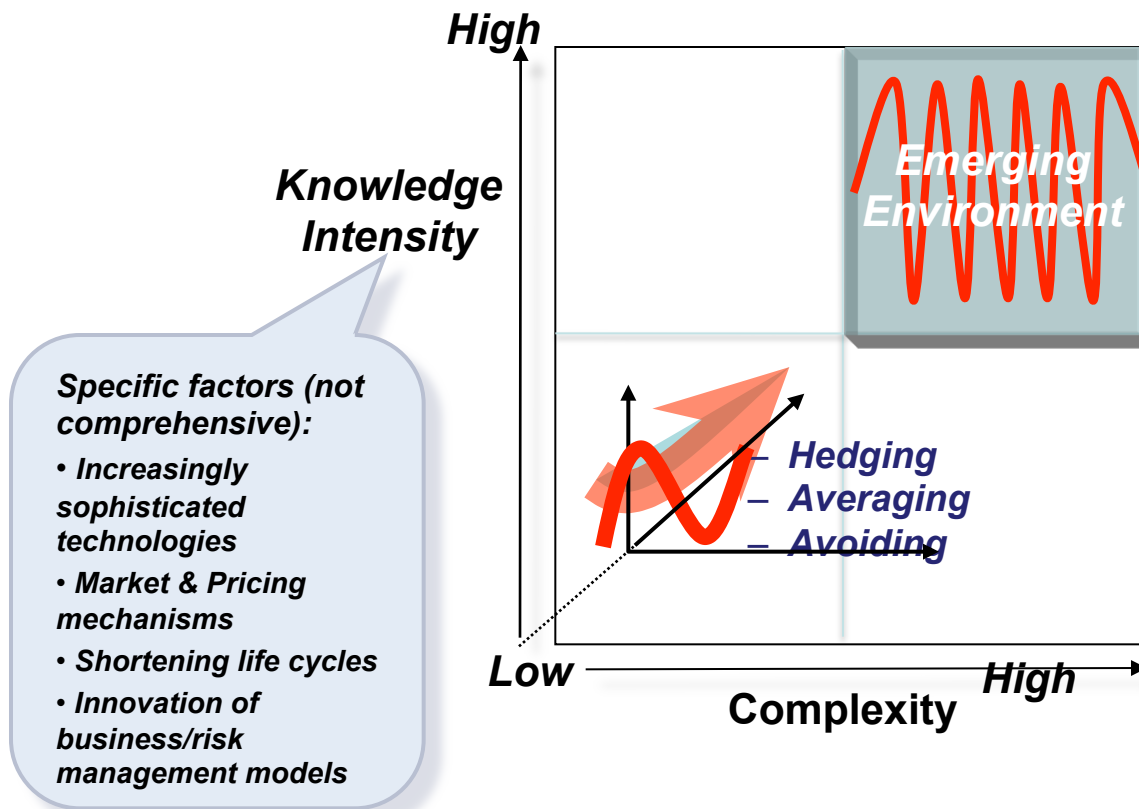 High
Knowledge
Intensity
Emerging
Environment
Specific factors (not
comprehensive):
• Increasingly
sophisticated
technologies
• Market & Pricing
mechanisms
• Shortening life cycles
• Innovation of
business/risk
management models
– Hedging
– Averaging
– Avoiding
Low
High
Complexity